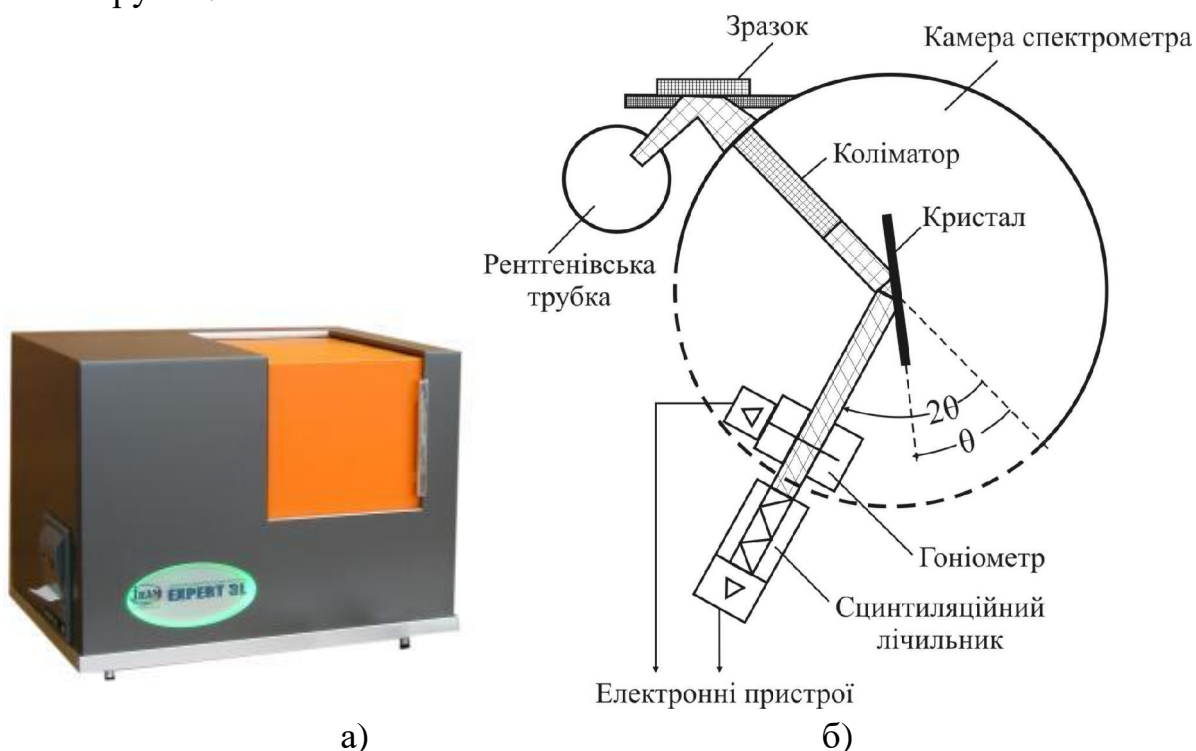 Зразок
Камера спектрометра
Коліматор
Кристал
Рентгенівська
трубка
2θ
θ
EXPERT 3L
Гоніометр
Сцинтиляційний
лічильник
Електронні пристрої
а)
б)